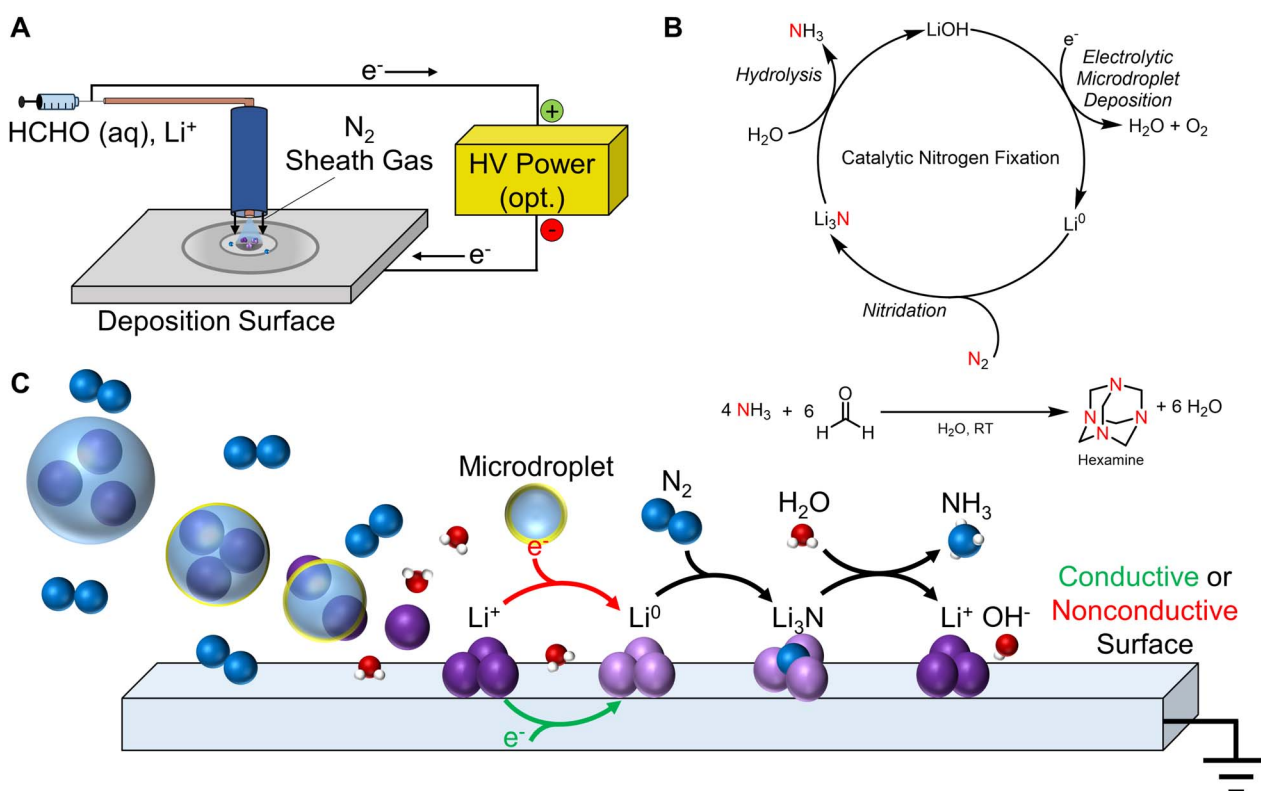 A
e⁻
HCHO (aq), Li⁺
N₂
Sheath Gas
+
HV Power
(opt.)
-
e⁻
Deposition Surface
B
NH₃
LiOH
e⁻
Electrolytic
Microdroplet
Deposition
Hydrolysis
H₂O
H₂O + O₂
Catalytic Nitrogen Fixation
Li₃N
Li⁰
Nitridation
N₂
4 NH₃ + 6
O
H H
H₂O, RT
N
N N
N
+ 6 H₂O
Hexamine
C
Microdroplet
e⁻
N₂
H₂O
NH₃
Conductive or
Nonconductive
Surface
Li⁺
Li⁰
Li₃N
Li⁺ OH⁻
e⁻